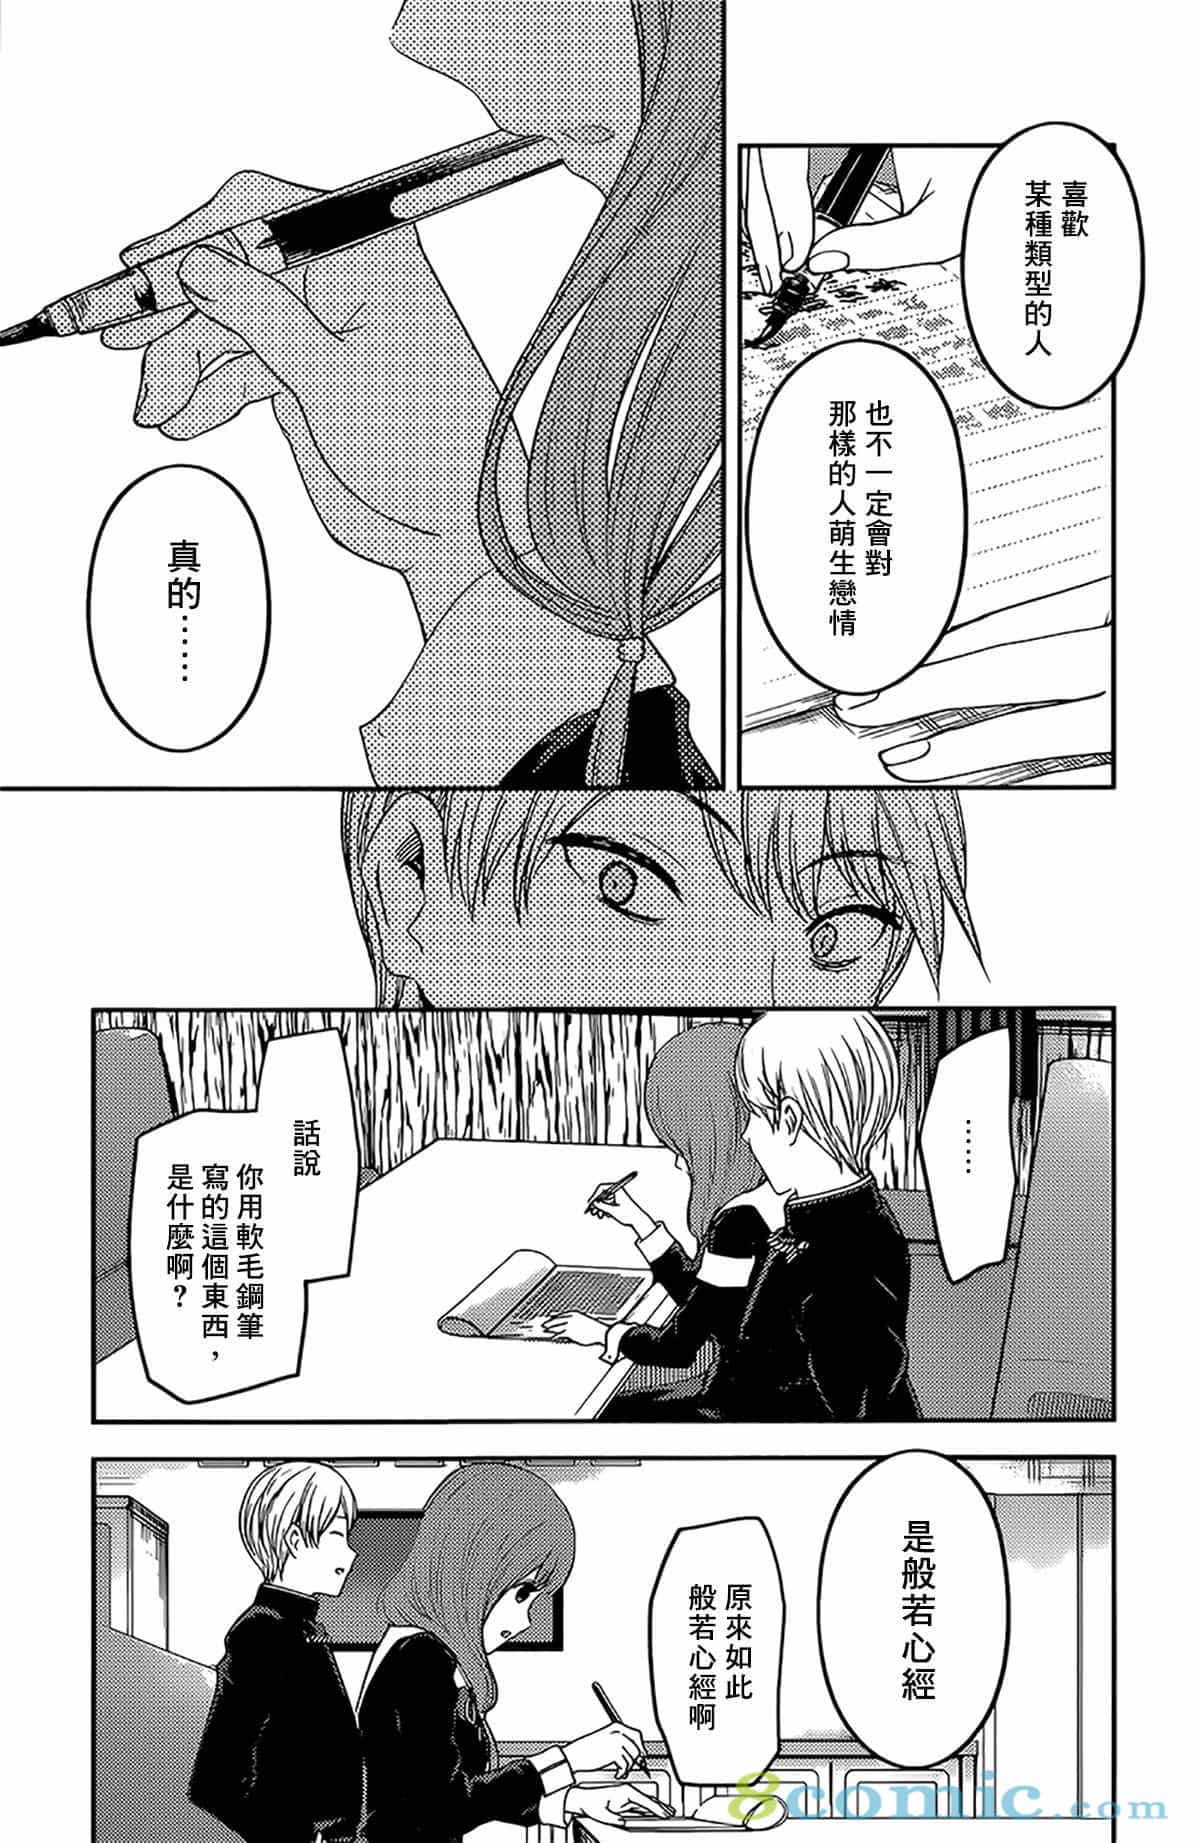 喜歡
某種類型的人
也不一定會對
那樣的人萌生戀情
真的⋯⋯
⋯⋯
話說
你用軟毛鋼筆
寫的這個東西，
是什麼啊？
是般若心經
原來如此
般若心經啊
8comic.com